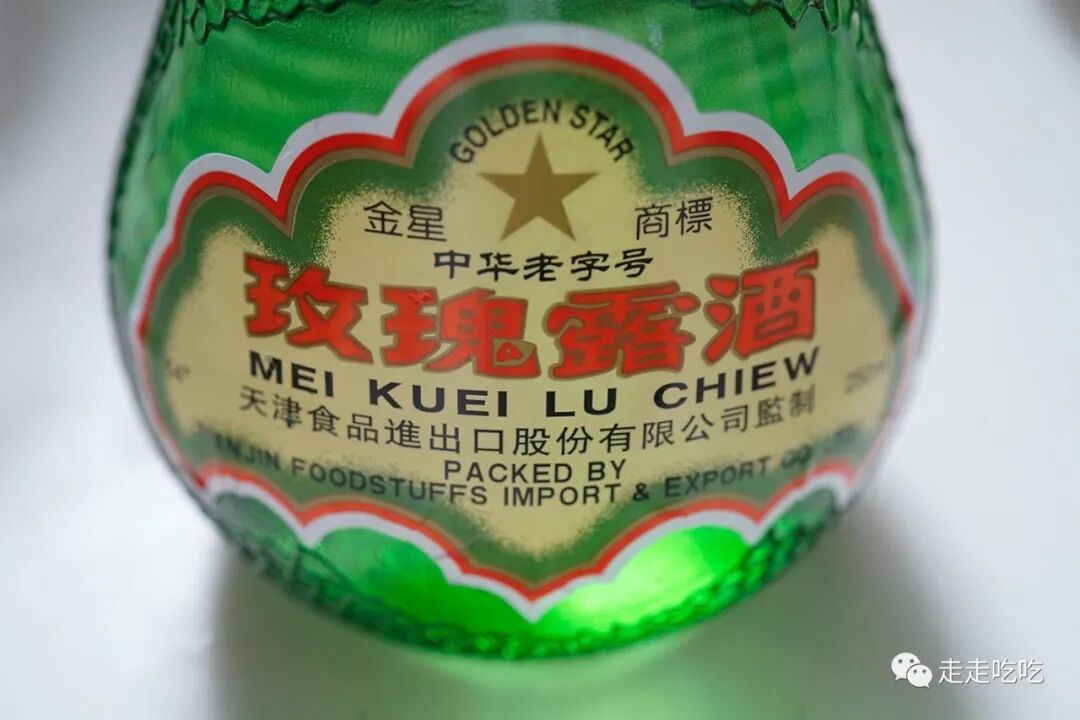 GOLDEN STAR
金星 商標
中华老字号
玫瑰露酒
MEI KUEI LU CHIEW
天津食品進出口股份有限公司監制
PACKED BY
FOODSTUFFS IMPORT & EXPORT
走走吃吃